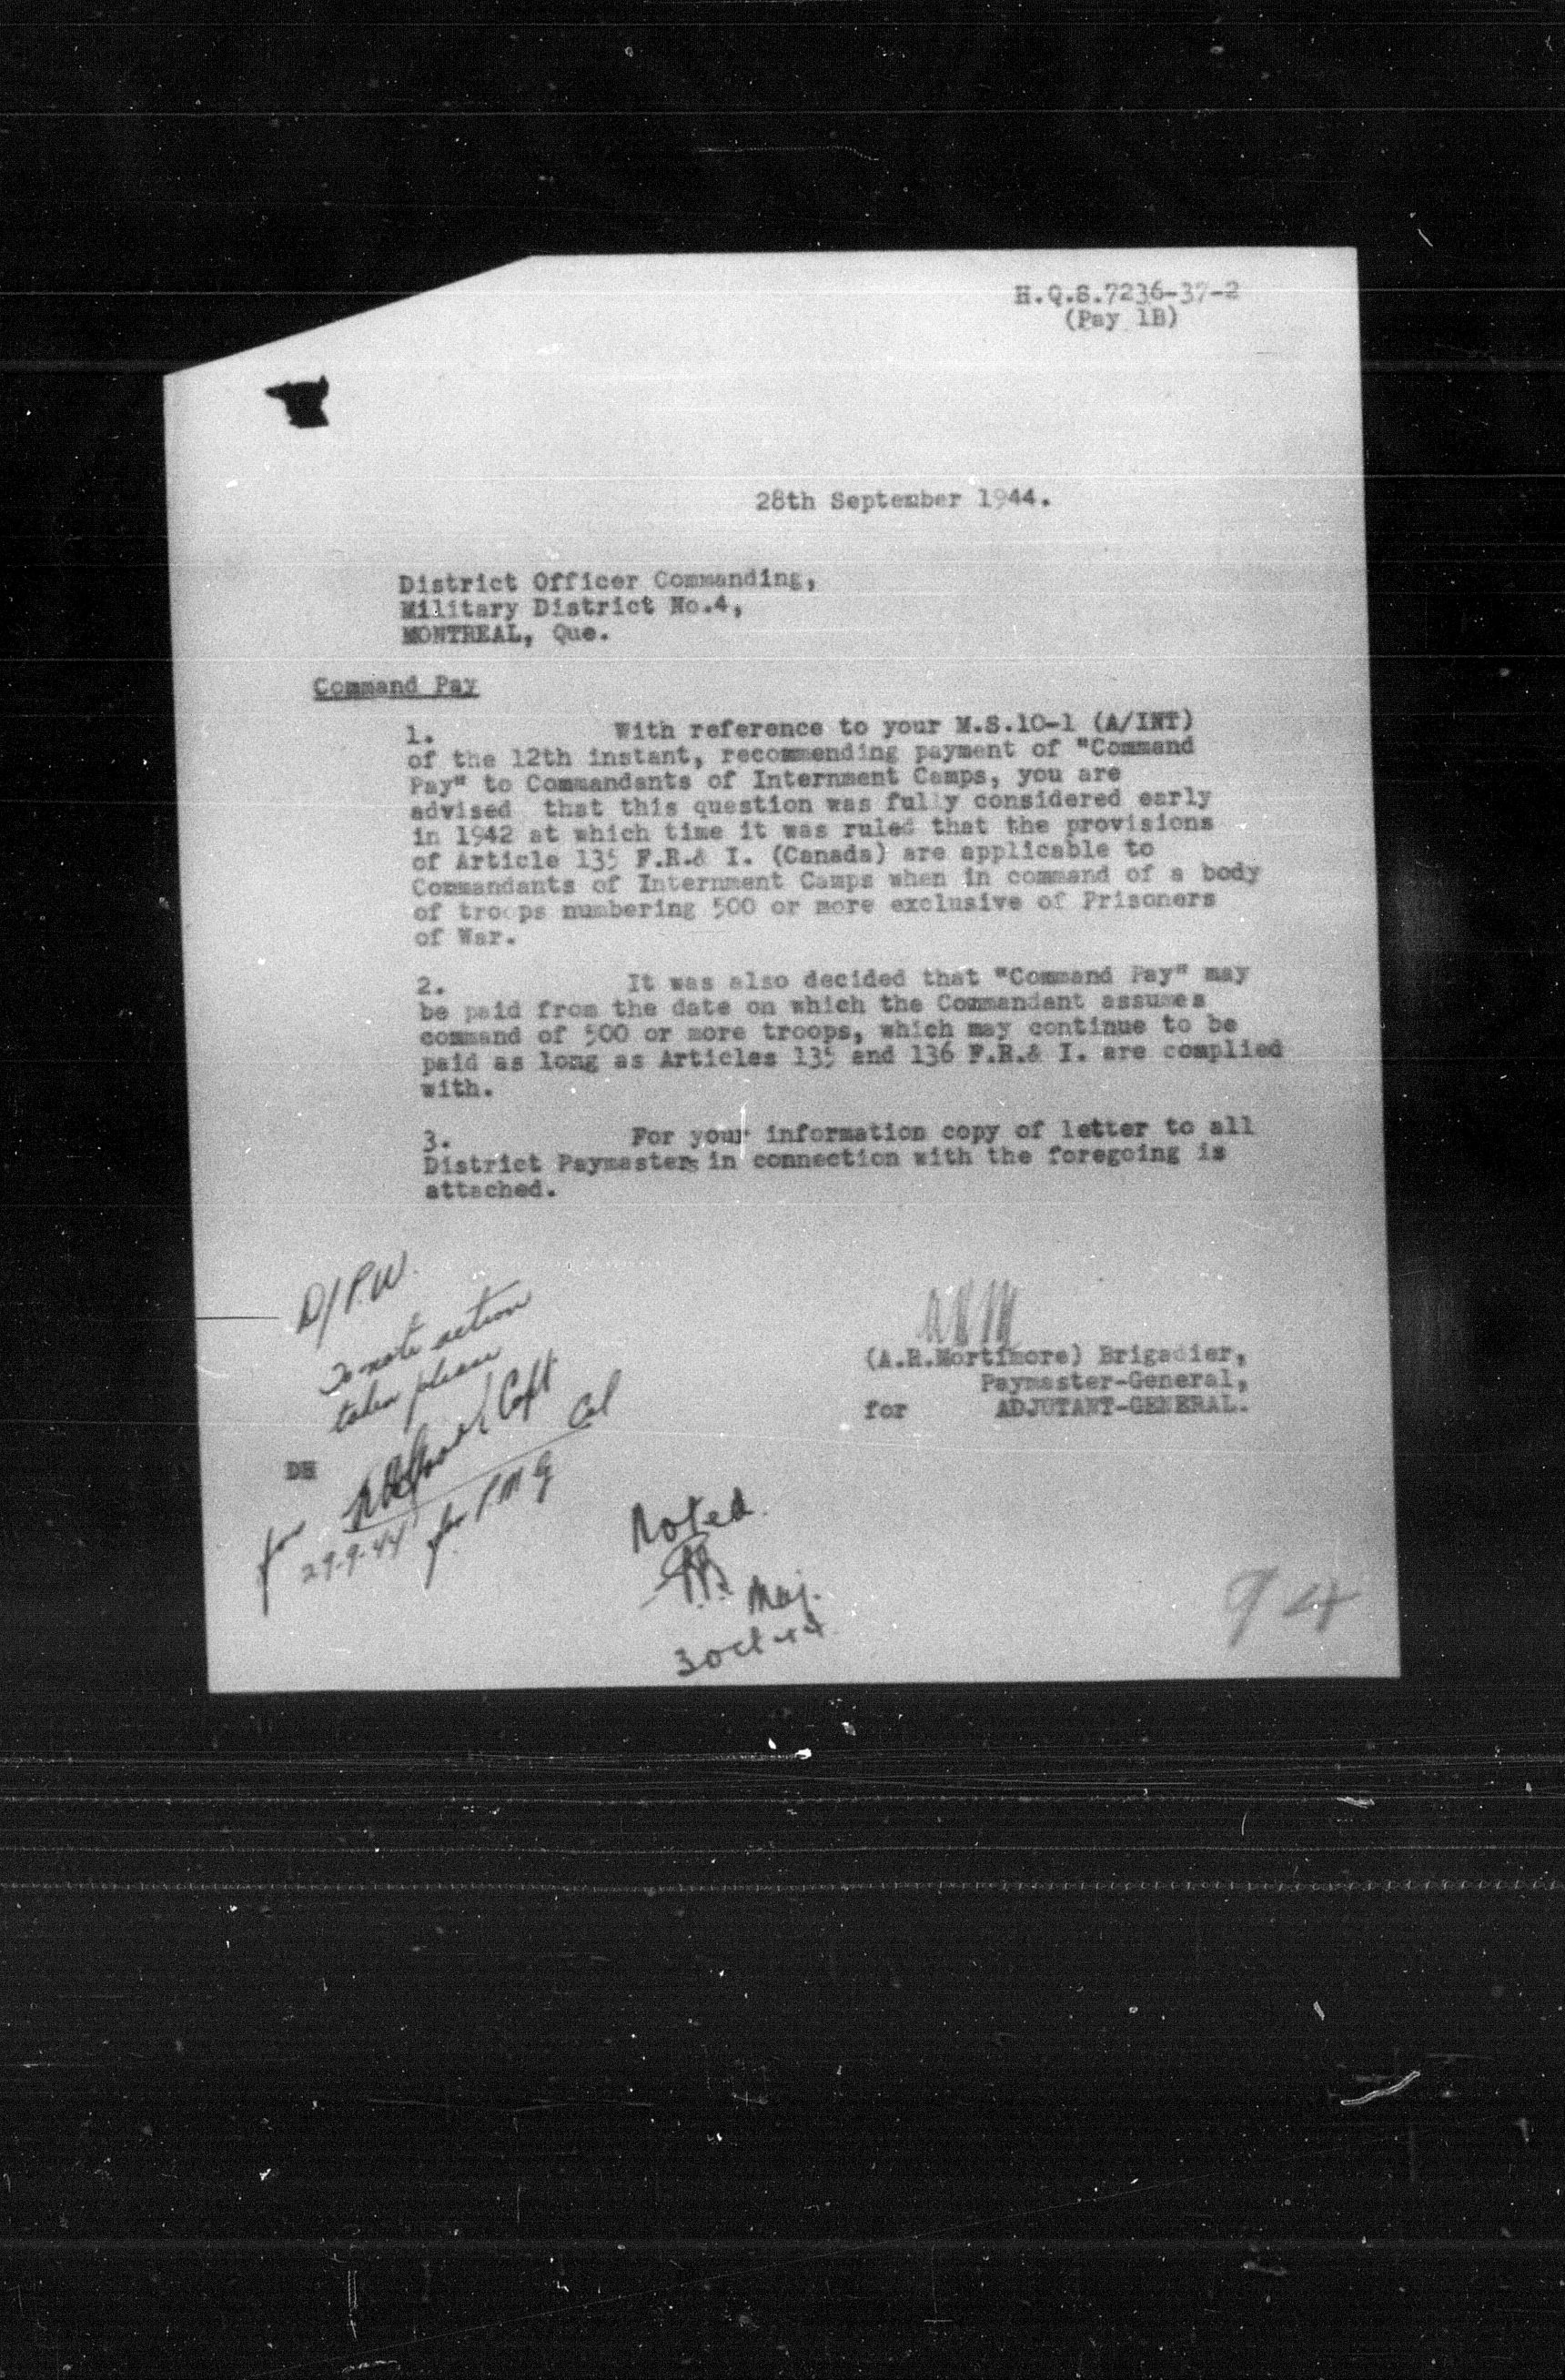 H.Q.S.7236-37-2
(Pay 1B)
28th September 1944.
District Officer Commanding,
Military District No.4,
MONTREAL, Que.
Command Pay
1. With reference to your M.S.10-1 (A/INT)
of the 12th instant, recommending payment of "Command
Pay" to Commandants of Internment Camps, you are
advised that this question was fully considered early
in 1942 at which time it was ruled that the provisions
of Article 135 F.R.& I. (Canada) are applicable to
Commandants of Internment Camps when in command of a body
of troops numbering 500 or more exclusive of Prisoners
of War.
2. It was also decided that "Command Pay" may
be paid from the date on which the Commandant assumes
command of 500 or more troops, which may continue to be
paid as long as Articles 135 and 136 F.R.& I. are complied
with.
3. For your information copy of letter to all
District Paymasters in connection with the foregoing is
attached.
(A.R.Mortimore) Brigadier,
Paymaster-General,
for ADJUTANT-GENERAL.
D/P.W.
To note action
taken please
Capt
Col
DH
for
29-9-44 for P.M.G
Noted
Maj.
3 Oct 44
94